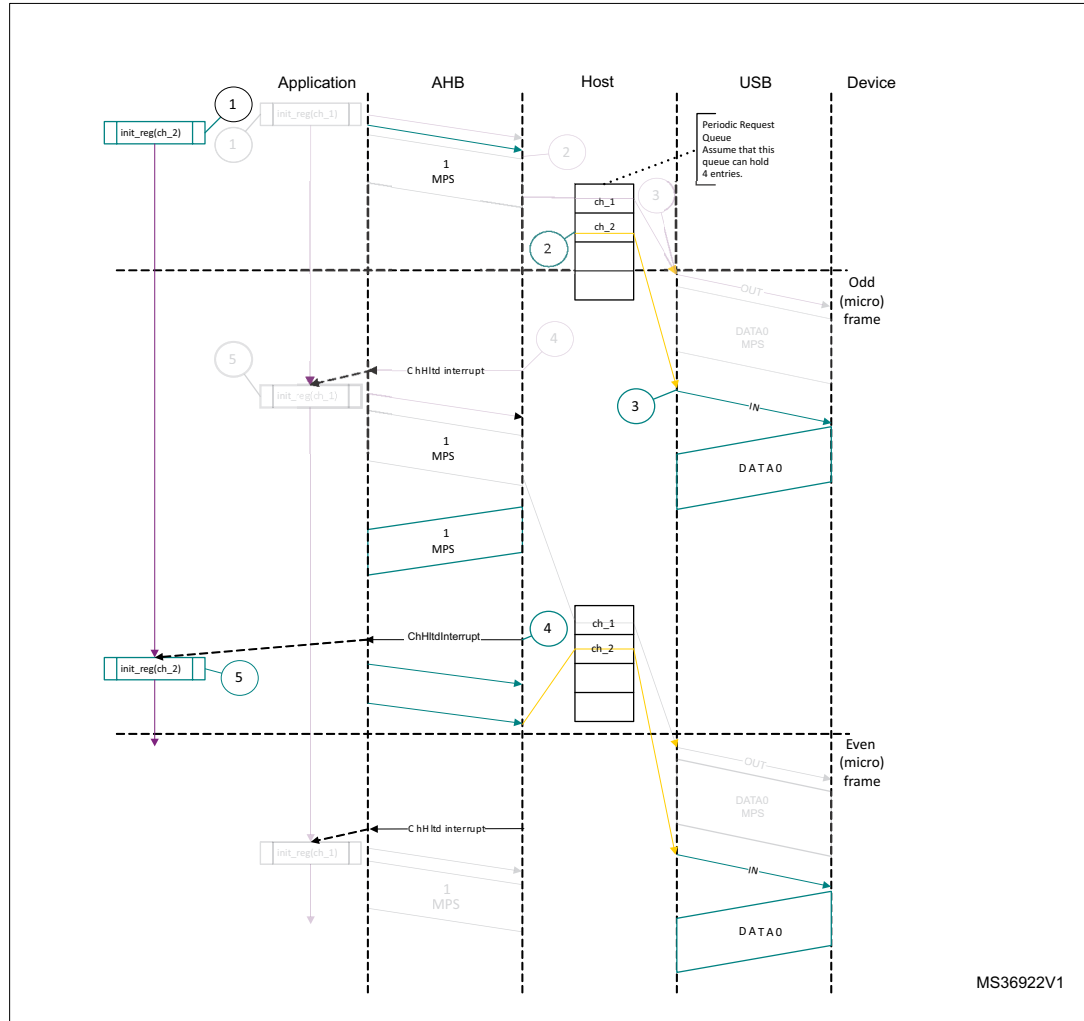 Application
AHB
Host
USB
Device
1
init_reg(ch_1)
init_reg(ch_2)
1
2
Periodic Request
Queue
Assume that this
queue can hold
4 entries.
1
MPS
3
ch_1
ch_2
2
Odd
(micro)
frame
OUT
DATA0
MPS
4
5
ChHltd interrupt
init_reg(ch_1)
3
IN
1
MPS
DATA0
1
MPS
ch_1
4
ChHltdInterrupt
ch_2
init_reg(ch_2)
5
Even
(micro)
frame
OUT
DATA0
MPS
ChHltd interrupt
init_reg(ch_1)
IN
1
MPS
DATA0
MS36922V1